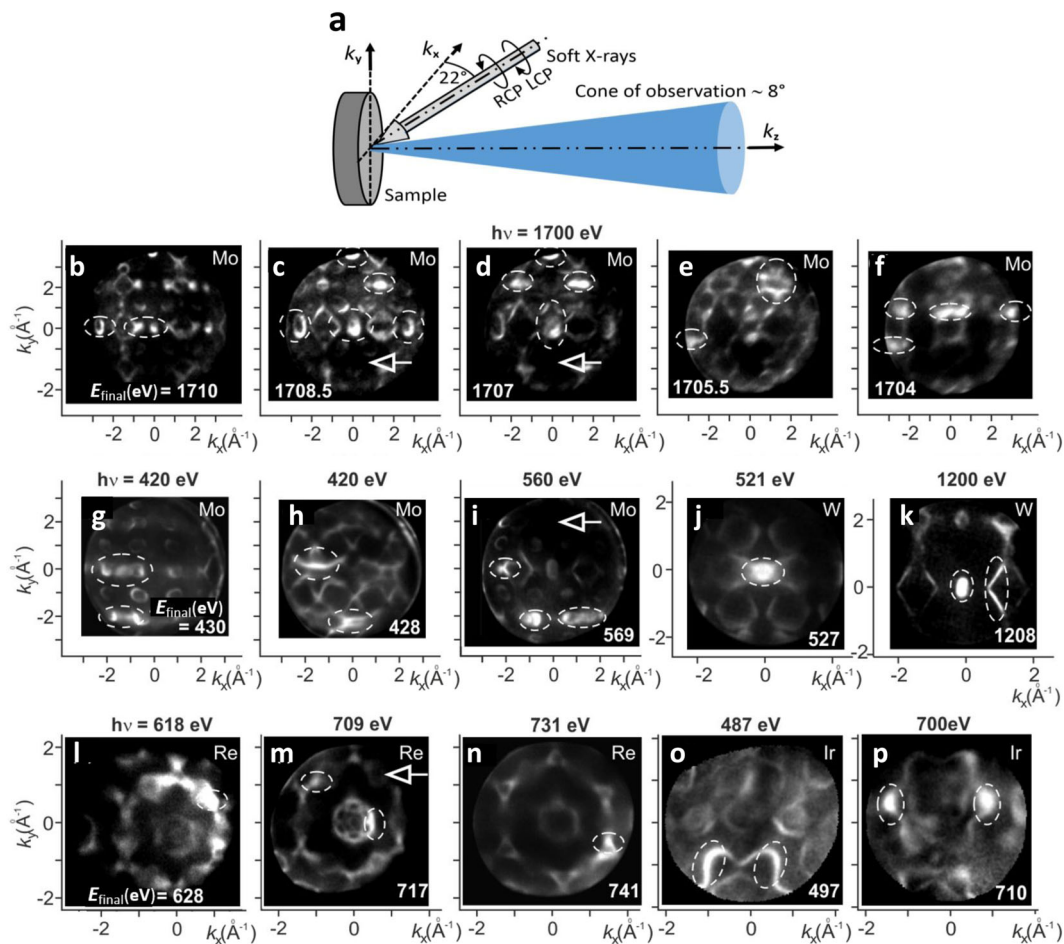 a
k_y
k_x
22°
Soft X-rays
RCP LCP
Cone of observation ~ 8°
k_z
Sample
hν = 1700 eV
b Mo
c Mo
d Mo
e Mo
f Mo
k_y(Å⁻¹)
2
0
-2
E_final(eV) = 1710
1708.5
1707
1705.5
1704
-2 0 2
-2 0 2
-2 0 2
-2 0 2
-2 0 2
k_x(Å⁻¹)
k_x(Å⁻¹)
k_x(Å⁻¹)
k_x(Å⁻¹)
k_x(Å⁻¹)
hν = 420 eV
420 eV
560 eV
521 eV
1200 eV
g Mo
h Mo
i Mo
j W
k W
k_y(Å⁻¹)
2
0
-2
2
0
-2
2
0
-2
E_final(eV)
= 430
428
569
527
1208
-2 0 2
-2 0 2
-2 0 2
-2 0 2
-2 0 2
k_x(Å⁻¹)
k_x(Å⁻¹)
k_x(Å⁻¹)
k_x(Å⁻¹)
k_x(Å⁻¹)
hν = 618 eV
709 eV
731 eV
487 eV
700eV
l Re
m Re
n Re
o Ir
p Ir
k_y(Å⁻¹)
2
0
-2
E_final(eV) = 628
717
741
497
710
-2 0 2
-2 0 2
-2 0 2
-2 0 2
-2 0 2
k_x(Å⁻¹)
k_x(Å⁻¹)
k_x(Å⁻¹)
k_x(Å⁻¹)
k_x(Å⁻¹)